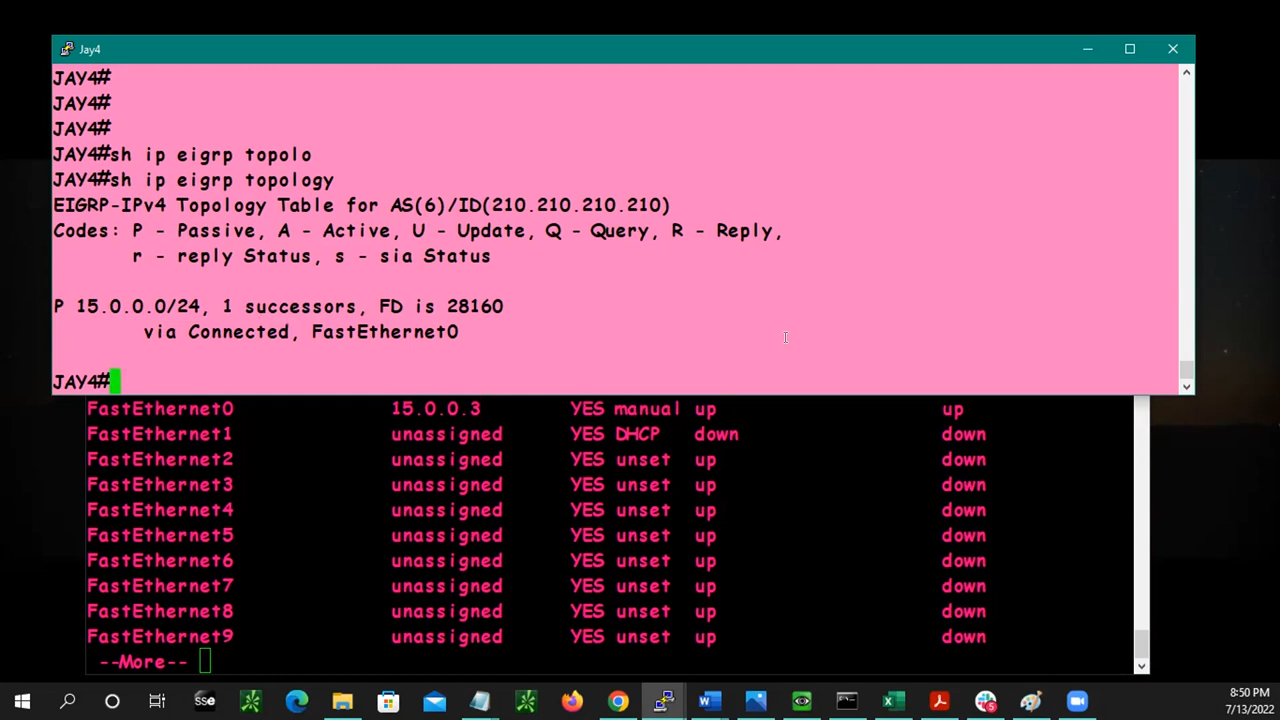 Jay4
JAY4#
JAY4#
JAY4#
JAY4#sh ip eigrp topolo
JAY4#sh ip eigrp topology
EIGRP-IPv4 Topology Table for AS(6)/ID(210.210.210.210)
Codes: P - Passive, A - Active, U - Update, Q - Query, R - Reply,
r - reply Status, s - sia Status
P 15.0.0.0/24, 1 successors, FD is 28160
via Connected, FastEthernet0
JAY4#
FastEthernet0 15.0.0.3 YES manual up up
FastEthernet1 unassigned YES DHCP down down
FastEthernet2 unassigned YES unset up down
FastEthernet3 unassigned YES unset up down
FastEthernet4 unassigned YES unset up down
FastEthernet5 unassigned YES unset up down
FastEthernet6 unassigned YES unset up down
FastEthernet7 unassigned YES unset up down
FastEthernet8 unassigned YES unset up down
FastEthernet9 unassigned YES unset up down
--More--
SSE
8:50 PM
7/13/2022